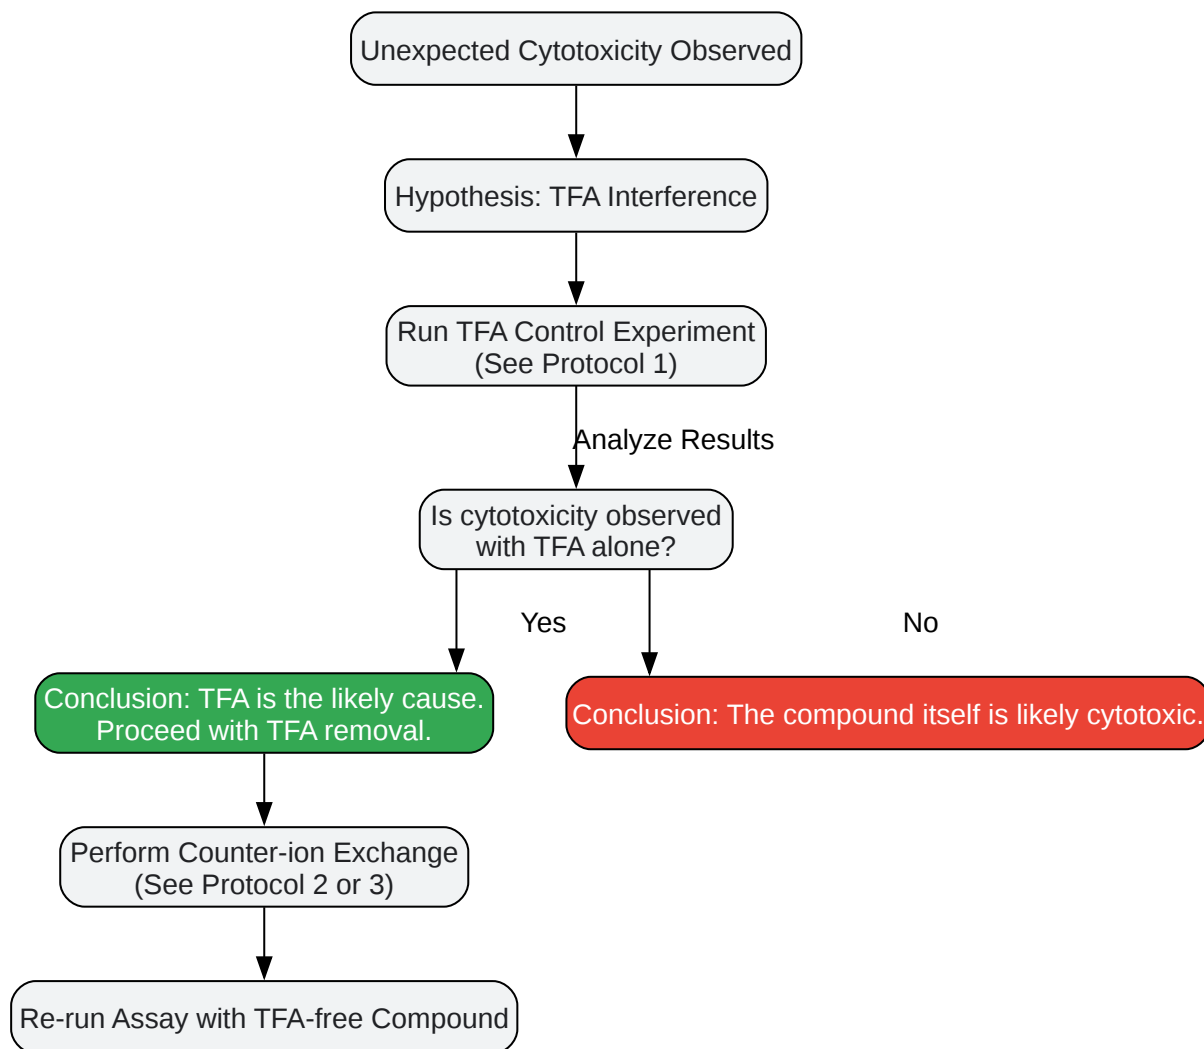 Unexpected Cytotoxicity Observed
Hypothesis: TFA Interference
Run TFA Control Experiment
(See Protocol 1)
Analyze Results
Is cytotoxicity observed
with TFA alone?
Yes
No
Conclusion: TFA is the likely cause.
Proceed with TFA removal.
Conclusion: The compound itself is likely cytotoxic.
Perform Counter-ion Exchange
(See Protocol 2 or 3)
Re-run Assay with TFA-free Compound